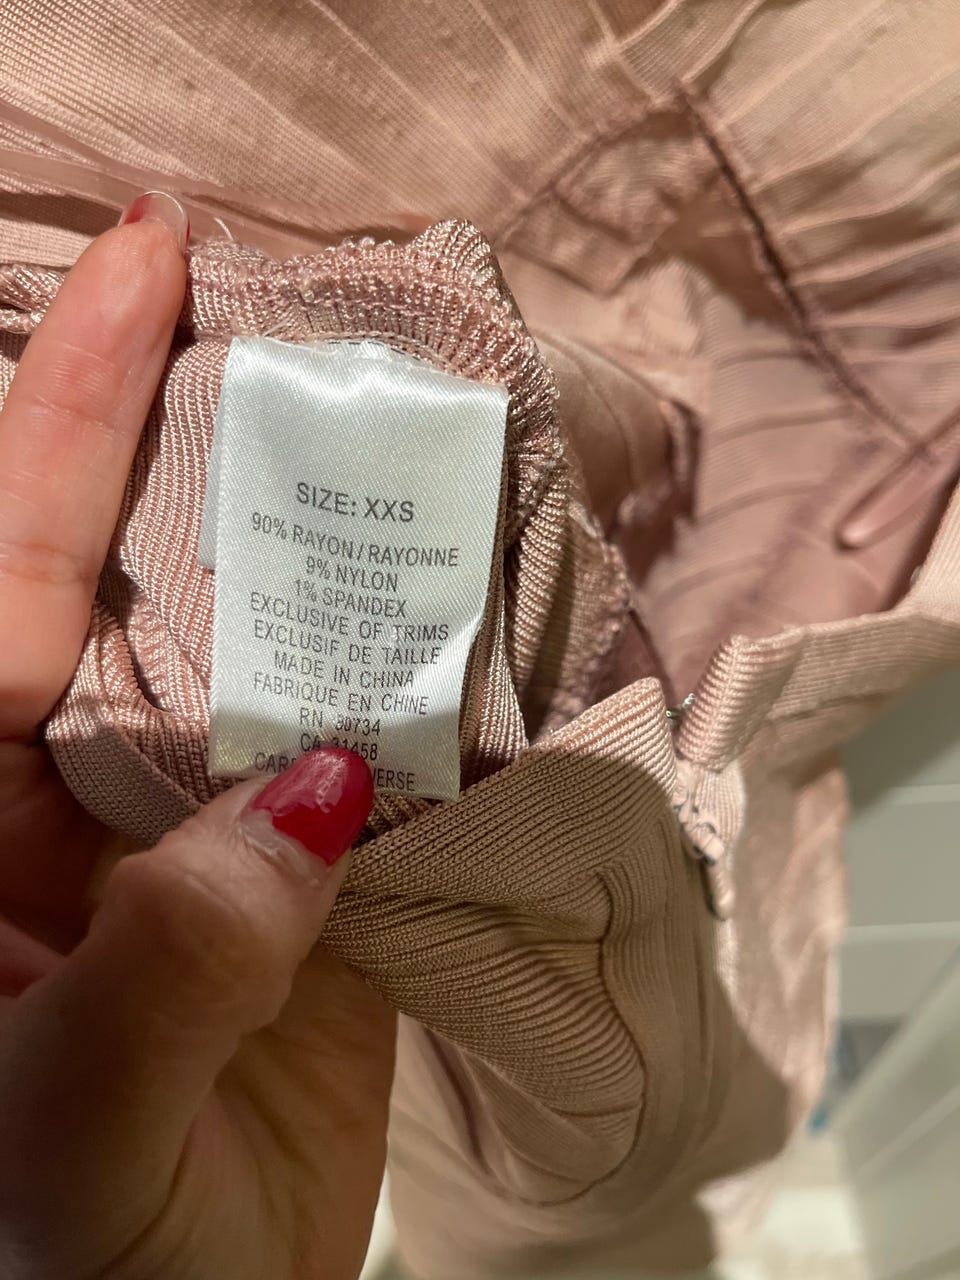 SIZE: XXS
90% RAYON/RAYONNE
9% NYLON
1% SPANDEX
EXCLUSIVE OF TRIMS
EXCLUSIF DE TAILLE
MADE IN CHINA
FABRIQUE EN CHINE
RN 90734
CA 31458